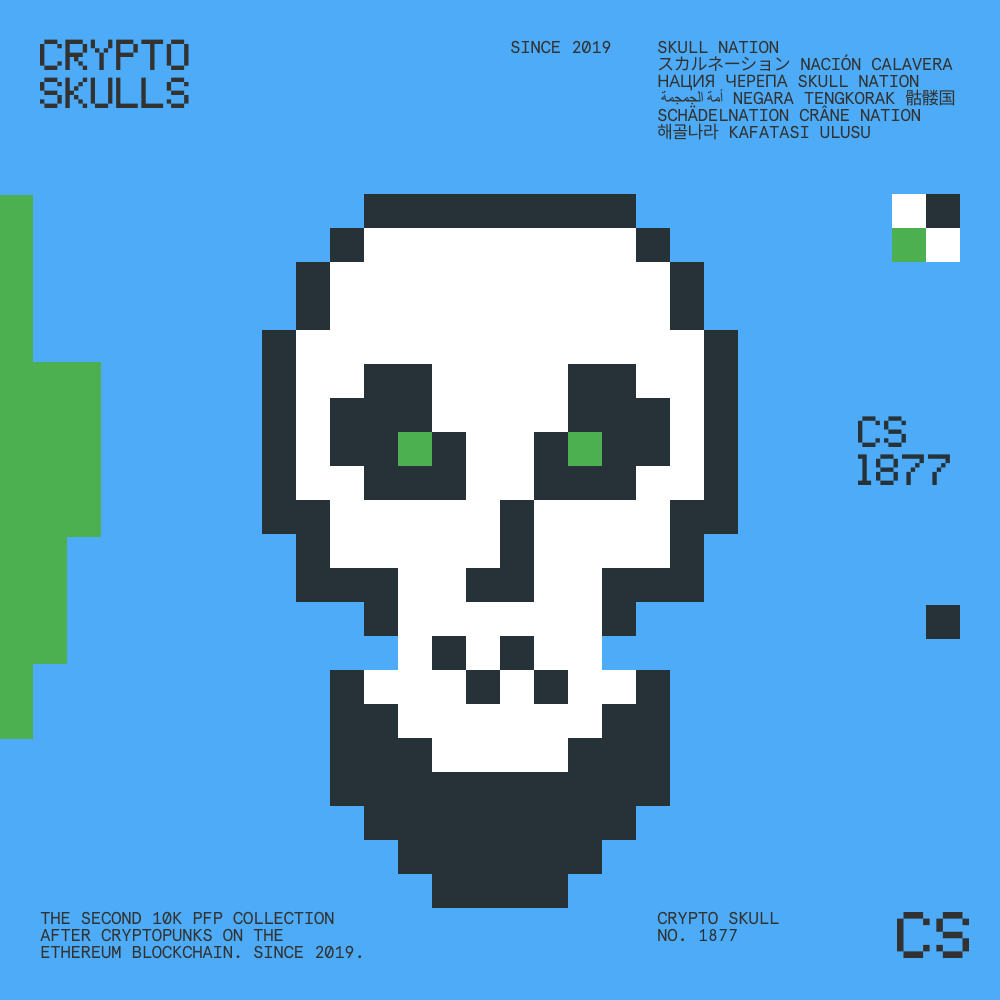 CRYPTO
SKULLS
SINCE 2019
SKULL NATION
スカルネーション NACIÓN CALAVERA
НАЦИЯ ЧЕРЕПА SKULL NATION
أمة الجمجمة NEGARA TENGKORAK 骷髅国
SCHÄDELNATION CRÂNE NATION
해골나라 KAFATASI ULUSU
CS
1877
THE SECOND 10K PFP COLLECTION
AFTER CRYPTOPUNKS ON THE
ETHEREUM BLOCKCHAIN. SINCE 2019.
CRYPTO SKULL
NO. 1877
CS